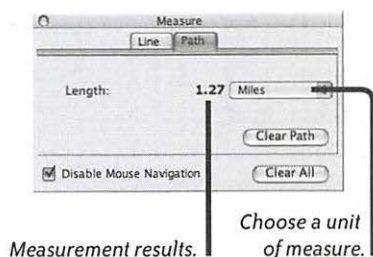 Measure
Line Path
Length: 1.27 Miles
Clear Path
Disable Mouse Navigation Clear All
Choose a unit
Measurement results. of measure.